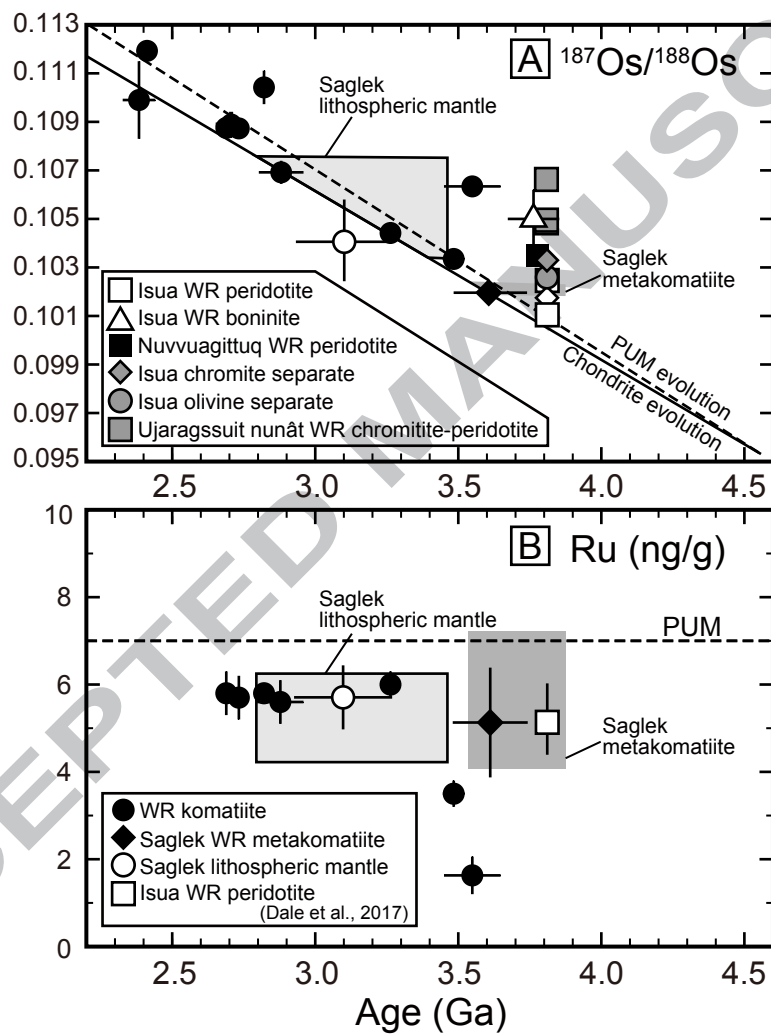 0.113
0.111
0.109
0.107
0.105
0.103
0.101
0.099
0.097
0.095
A 187Os/188Os
Saglek
lithospheric mantle
Saglek
metakomatiite
PUM evolution
Chondrite evolution
Isua WR peridotite
Isua WR boninite
Nuvvuagittuq WR peridotite
Isua chromite separate
Isua olivine separate
Ujaragssuit nunât WR chromitite-peridotite
2.5 3.0 3.5 4.0 4.5
10
8
6
4
2
0
B Ru (ng/g)
Saglek
lithospheric mantle
PUM
Saglek
metakomatiite
WR komatiite
Saglek WR metakomatiite
Saglek lithospheric mantle
Isua WR peridotite
(Dale et al., 2017)
2.5 3.0 3.5 4.0 4.5
Age (Ga)
CEPTED MANUSC